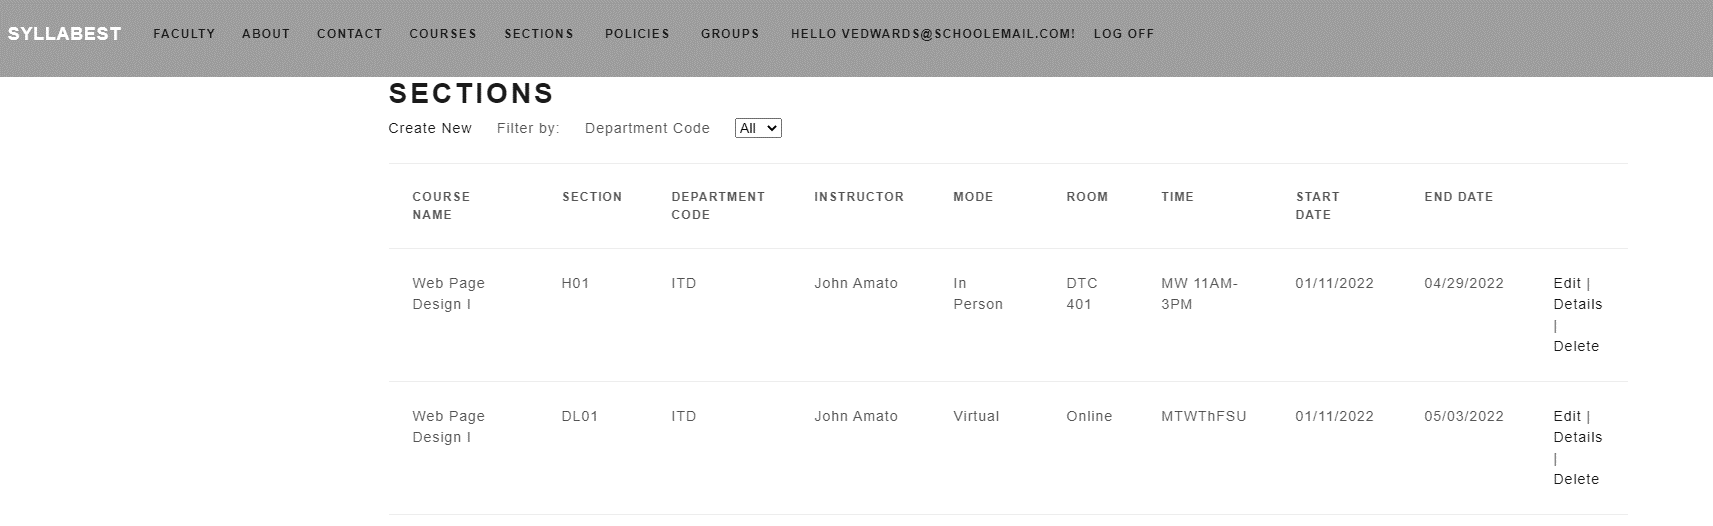 SYLLABEST FACULTY ABOUT CONTACT COURSES SECTIONS POLICIES GROUPS HELLO VEDWARDS@SCHOOLEMAIL.COM! LOG OFF
SECTIONS
Create New Filter by: Department Code All
COURSE NAME SECTION DEPARTMENT CODE INSTRUCTOR MODE ROOM TIME START DATE END DATE
Web Page Design I H01 ITD John Amato In Person DTC 401 MW 11AM-3PM 01/11/2022 04/29/2022 Edit | Details | Delete
Web Page Design I DL01 ITD John Amato Virtual Online MTWThFSU 01/11/2022 05/03/2022 Edit | Details | Delete